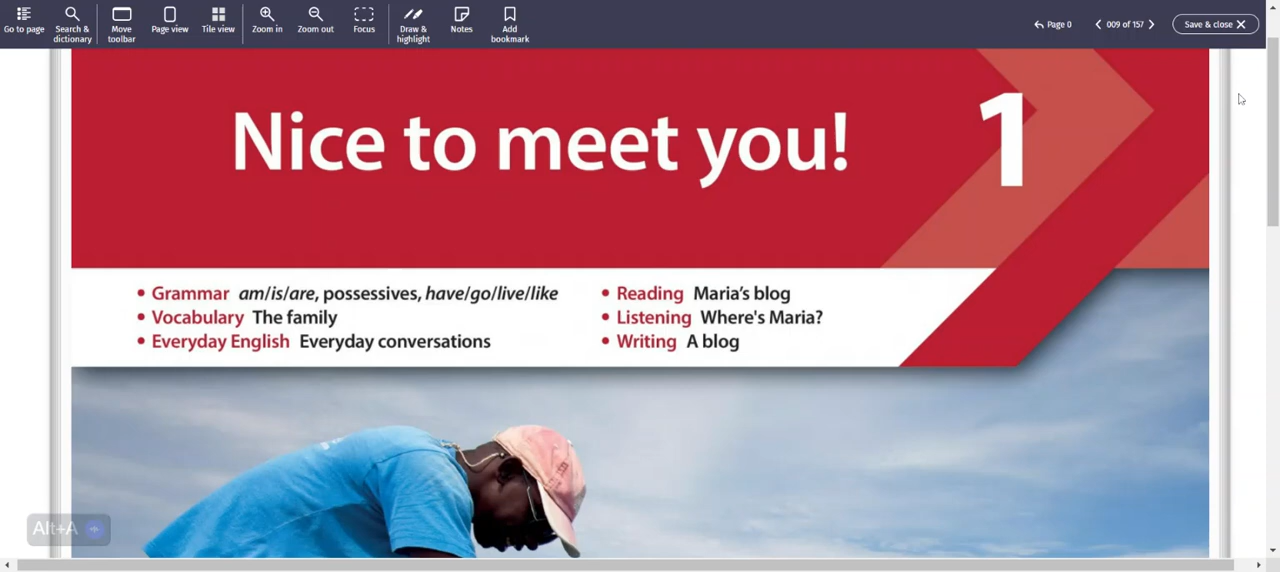 Go to page
Search & dictionary
Move toolbar
Page view
Tile view
Zoom in
Zoom out
Focus
Draw & highlight
Notes
Add bookmark
Page 0
009 of 157
Save & close
Nice to meet you!
1
• Grammar am/is/are, possessives, have/go/live/like
• Vocabulary The family
• Everyday English Everyday conversations
• Reading Maria's blog
• Listening Where's Maria?
• Writing A blog
Alt+A